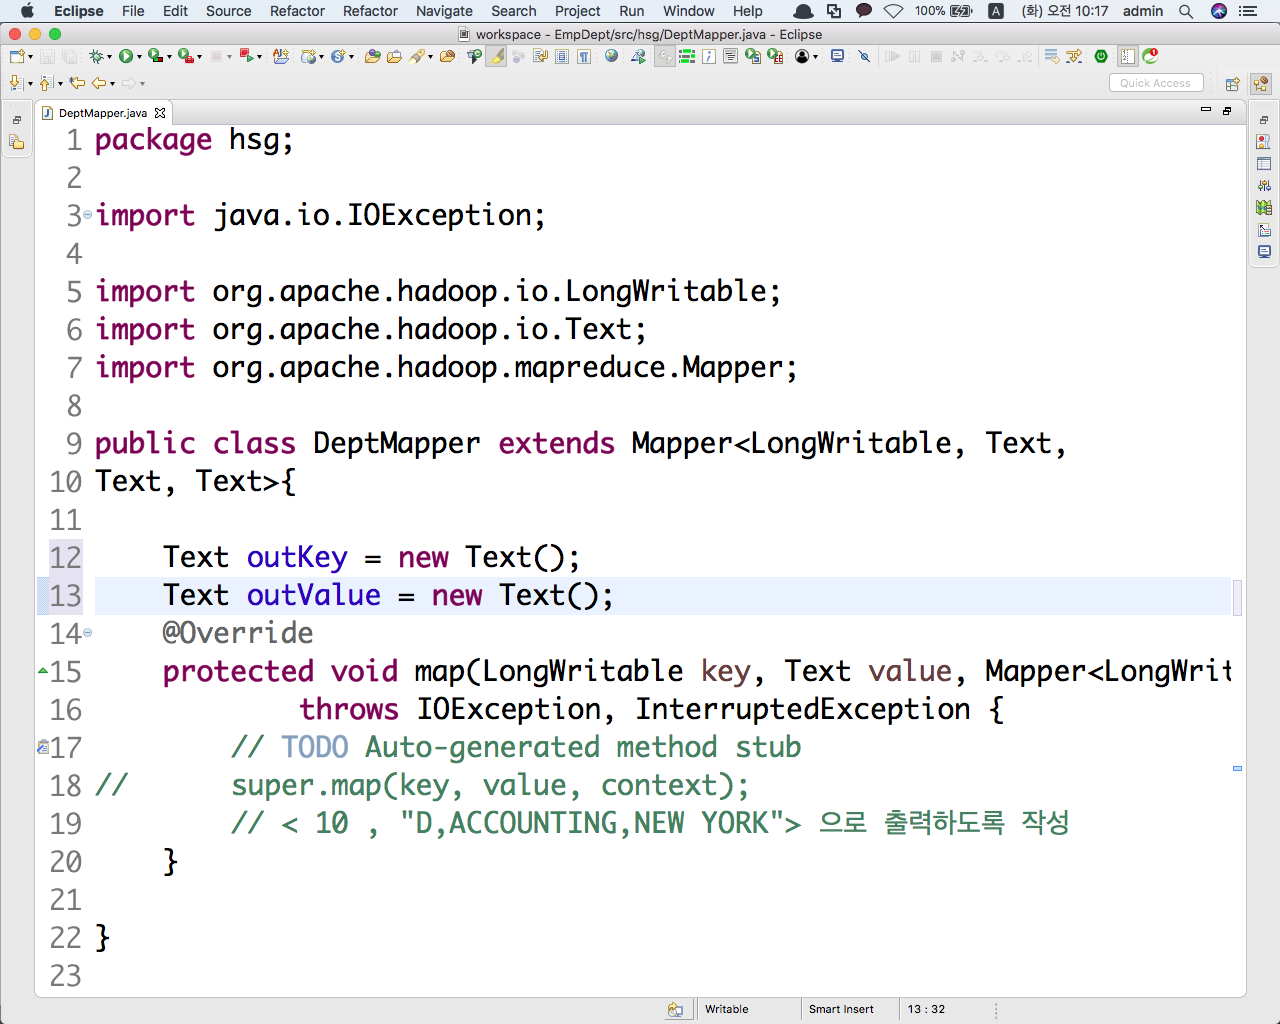 Eclipse File Edit Source Refactor Refactor Navigate Search Project Run Window Help 100% A (화) 오전 10:17 admin
workspace - EmpDept/src/hsg/DeptMapper.java - Eclipse
Quick Access
DeptMapper.java
1 package hsg;
2
3 import java.io.IOException;
4
5 import org.apache.hadoop.io.LongWritable;
6 import org.apache.hadoop.io.Text;
7 import org.apache.hadoop.mapreduce.Mapper;
8
9 public class DeptMapper extends Mapper<LongWritable, Text,
10 Text, Text>{
11
12 Text outKey = new Text();
13 Text outValue = new Text();
14 @Override
15 protected void map(LongWritable key, Text value, Mapper<LongWrit
16 throws IOException, InterruptedException {
17 // TODO Auto-generated method stub
18 // super.map(key, value, context);
19 // < 10 , "D,ACCOUNTING,NEW YORK"> 으로 출력하도록 작성
20 }
21
22 }
23
Writable Smart Insert 13 : 32